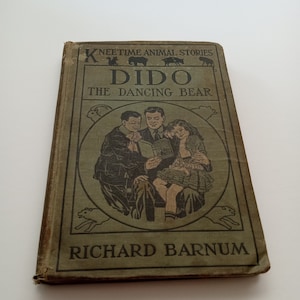 KNEETIME ANIMAL STORIES
DIDO
THE DANCING BEAR
RICHARD BARNUM